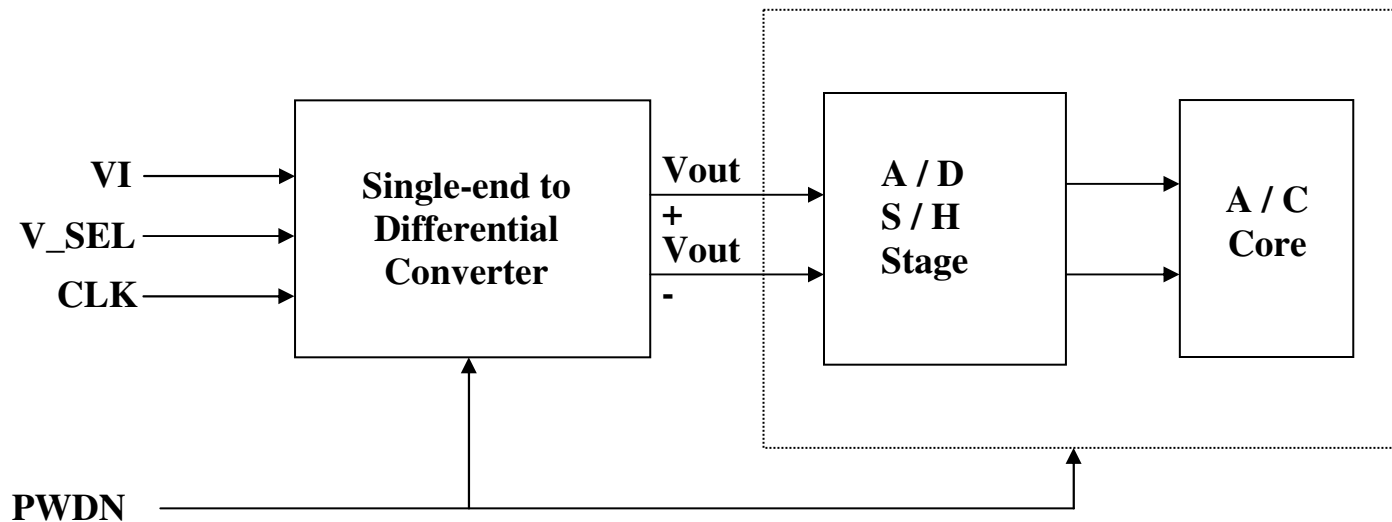 VI
V_SEL
CLK
Single-end to
Differential
Converter
Vout
+
Vout
-
A / D
S / H
Stage
A / C
Core
PWDN